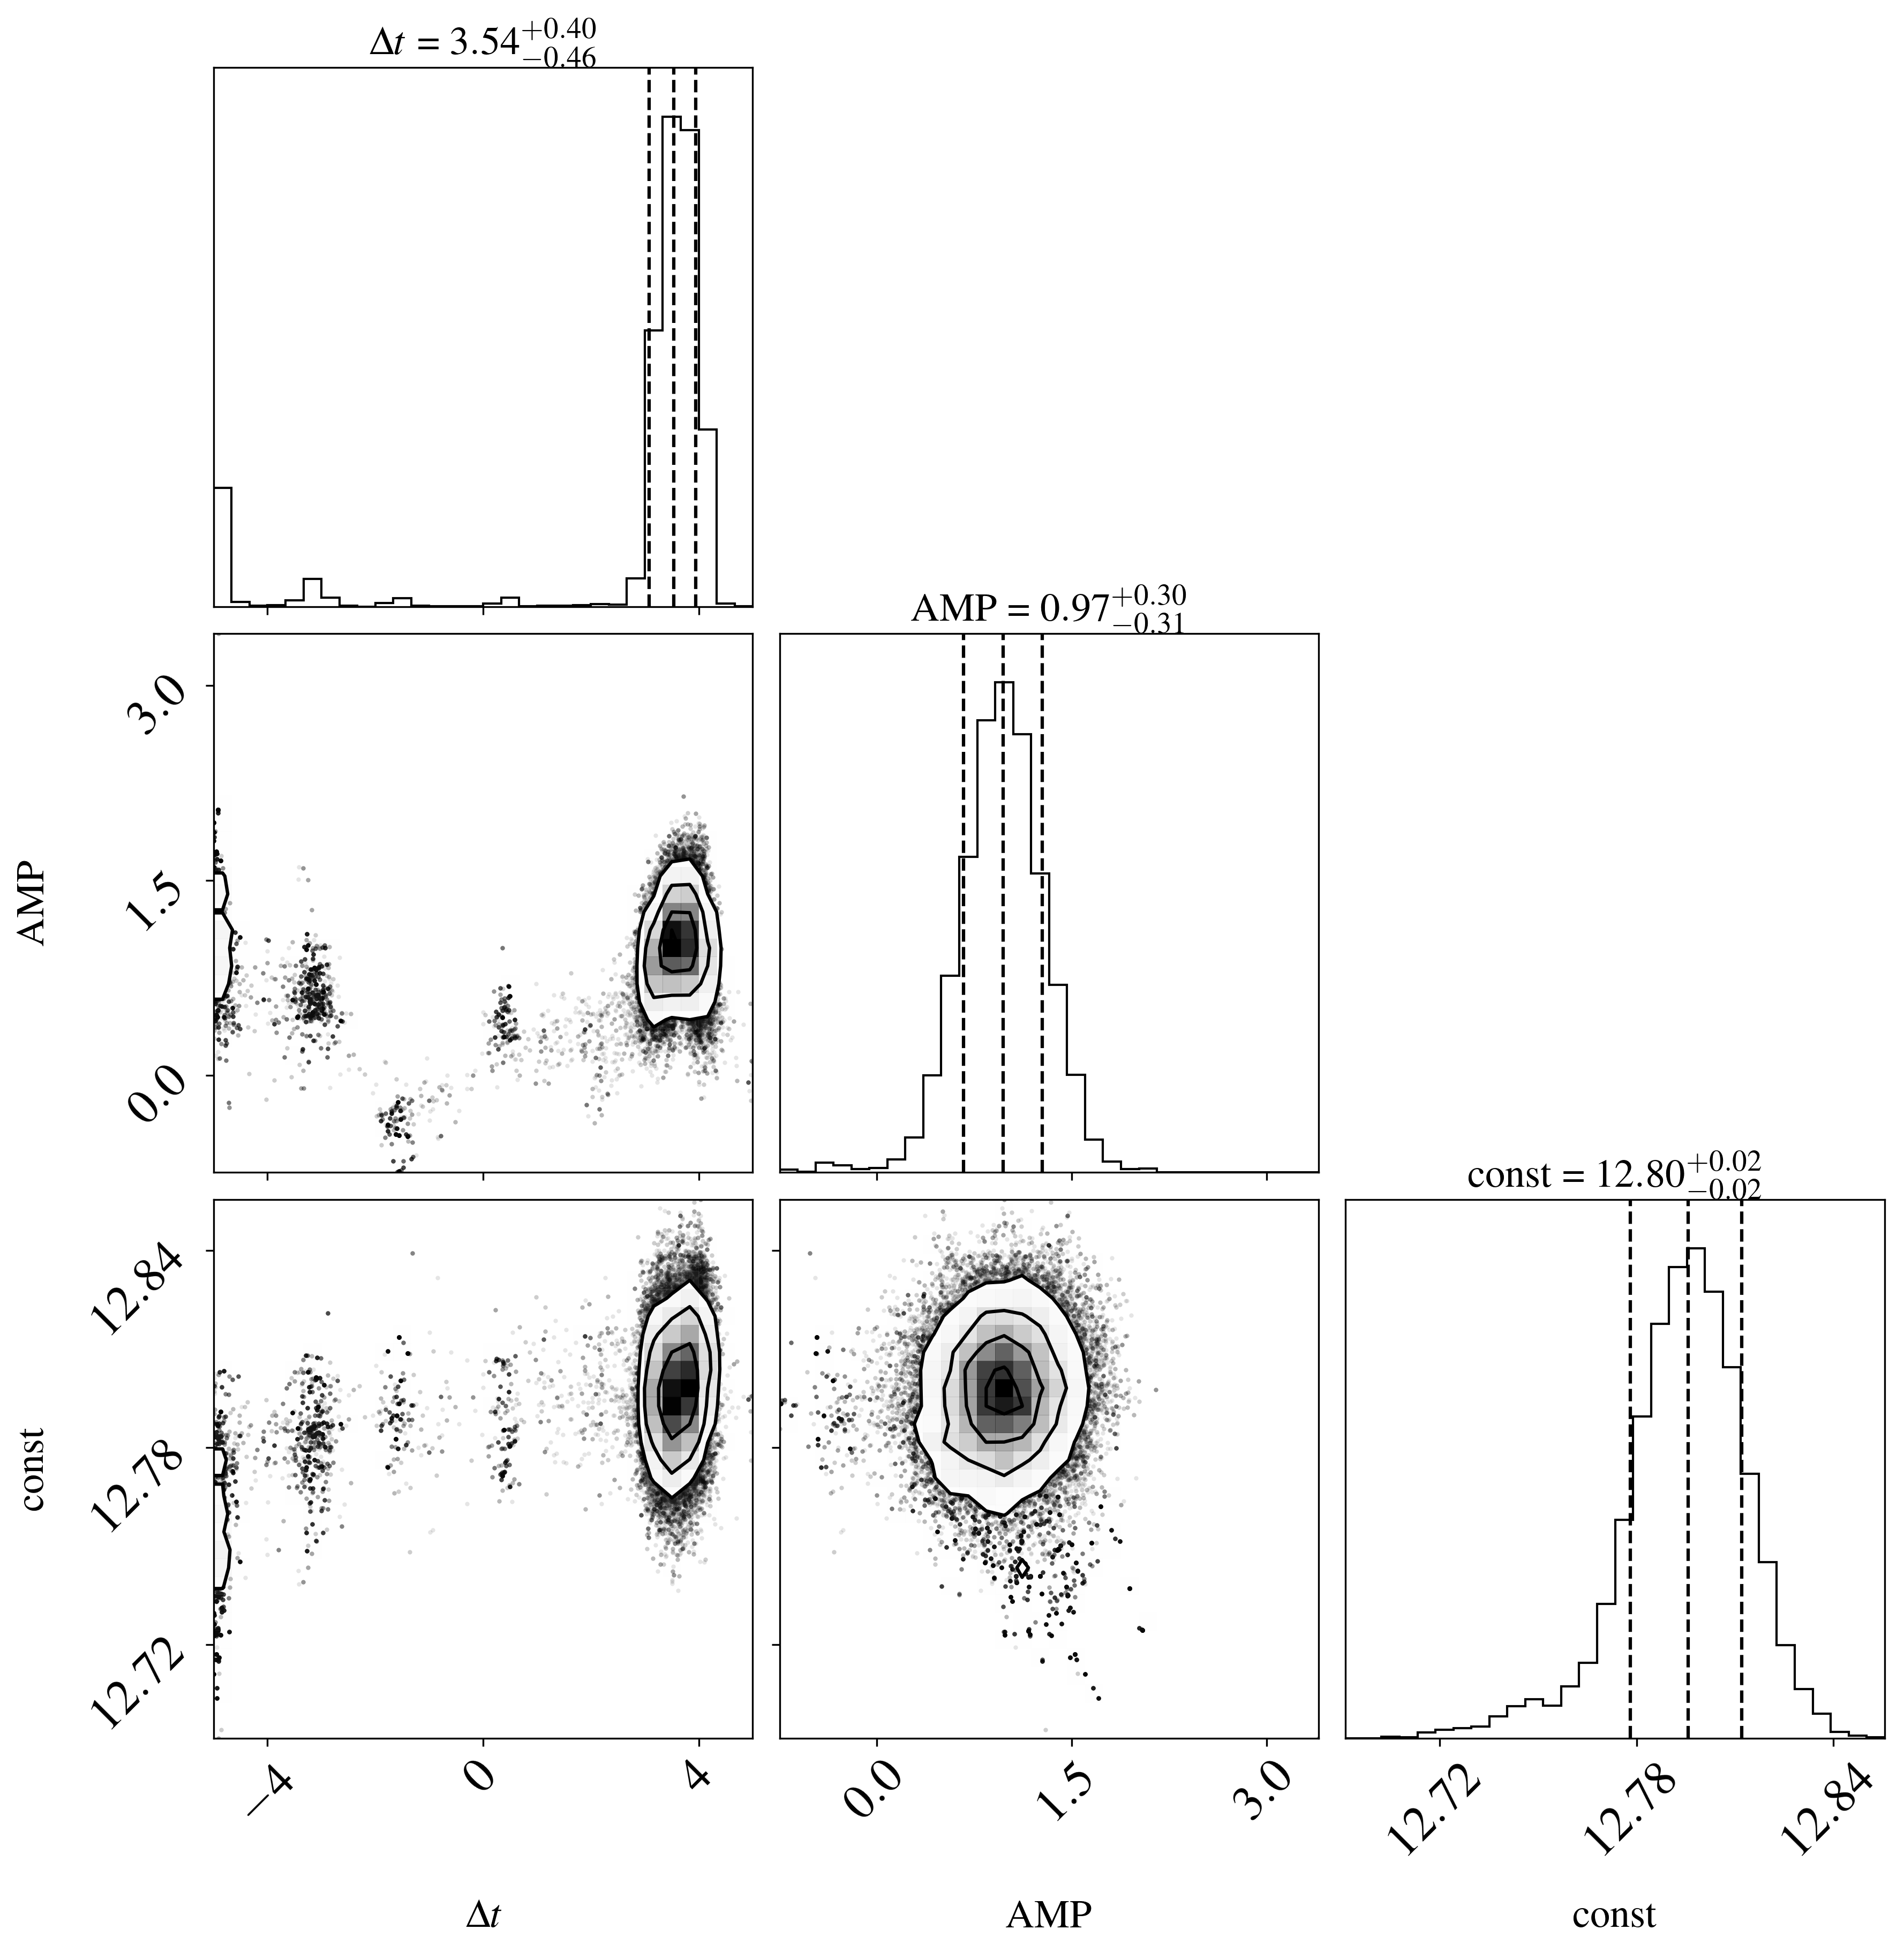 Δt = 3.54+0.40−0.46
AMP = 0.97+0.30−0.31
3.0
1.5
0.0
AMP
const = 12.80+0.02−0.02
12.84
12.78
12.72
const
−4 0 4
0.0 1.5 3.0
12.72 12.78 12.84
Δt AMP const